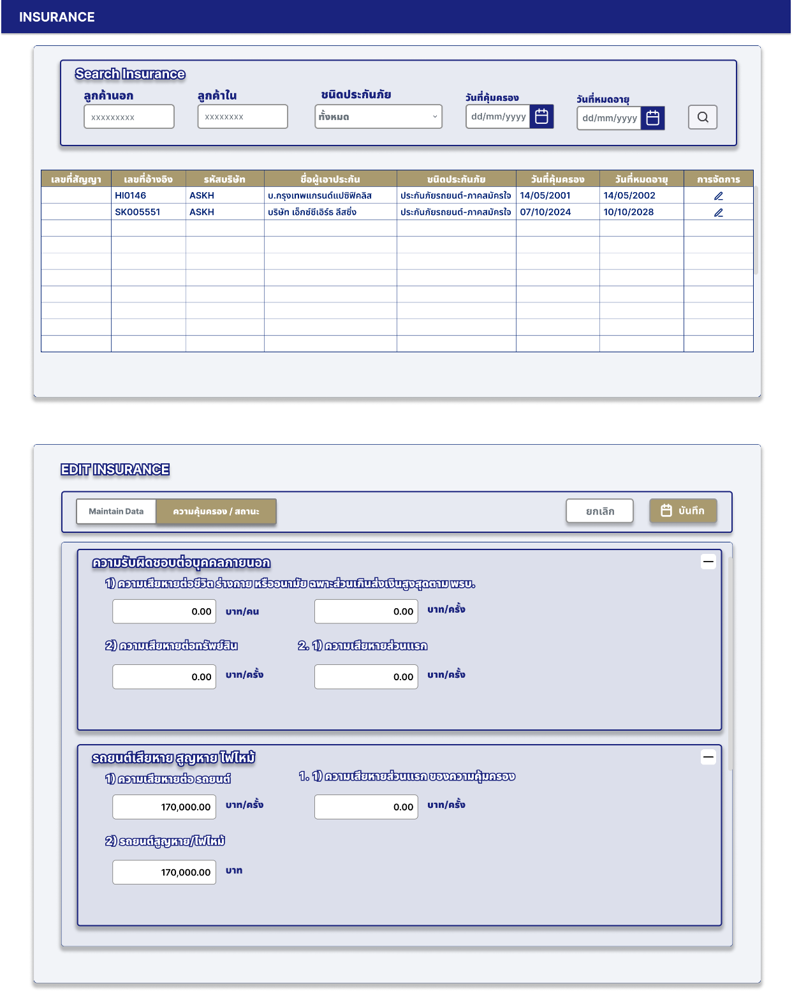 INSURANCE
Search Insurance
ลูกค้านอก ลูกค้าใน ชนิดประกันภัย วันที่คุ้มครอง วันที่หมดอายุ
xxxxxxxxx xxxxxxxx ทั้งหมด dd/mm/yyyy dd/mm/yyyy
เลขที่สัญญา เลขที่อ้างอิง รหัสบริษัท ชื่อผู้เอาประกัน ชนิดประกันภัย วันที่คุ้มครอง วันที่หมดอายุ การจัดการ
HI0146 ASKH บ.กรุงเทพแกรนด์แปซิฟิคลิส ประกันภัยรถยนต์-ภาคสมัครใจ 14/05/2001 14/05/2002
SK005551 ASKH บริษัท เอ็กซ์ซีเอิร์ธ ลีสซิ่ง ประกันภัยรถยนต์-ภาคสมัครใจ 07/10/2024 10/10/2028
EDIT INSURANCE
Maintain Data ความคุ้มครอง / สถานะ ยกเลิก บันทึก
ความรับผิดชอบต่อบุคคลภายนอก
1) ความเสียหายต่อชีวิต ร่างกาย หรืออนามัย ฉพาะส่วนเกินส่งเงินสูงสุดตาม พรบ.
0.00 บาท/คน 0.00 บาท/ครั้ง
2) ความเสียหายต่อทรัพย์สิน 2. 1) ความเสียหายส่วนแรก
0.00 บาท/ครั้ง 0.00 บาท/ครั้ง
รถยนต์เสียหาย สูญหาย ไฟไหม้
1) ความเสียหายต่อ รถยนต์ 1. 1) ความเสียหายส่วนแรก ของความคุ้มครอง
170,000.00 บาท/ครั้ง 0.00 บาท/ครั้ง
2) รถยนต์สูญหาย/ไฟไหม้
170,000.00 บาท